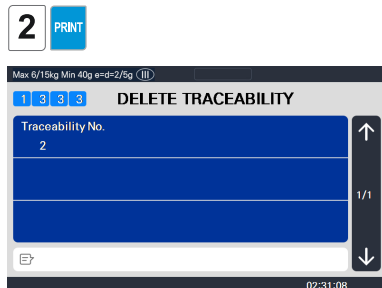 2 PRINT
Max 6/15kg Min 40g e=d=2/5g III
1 3 3 3 DELETE TRACEABILITY
Traceability No.
2
1/1
02:31:08